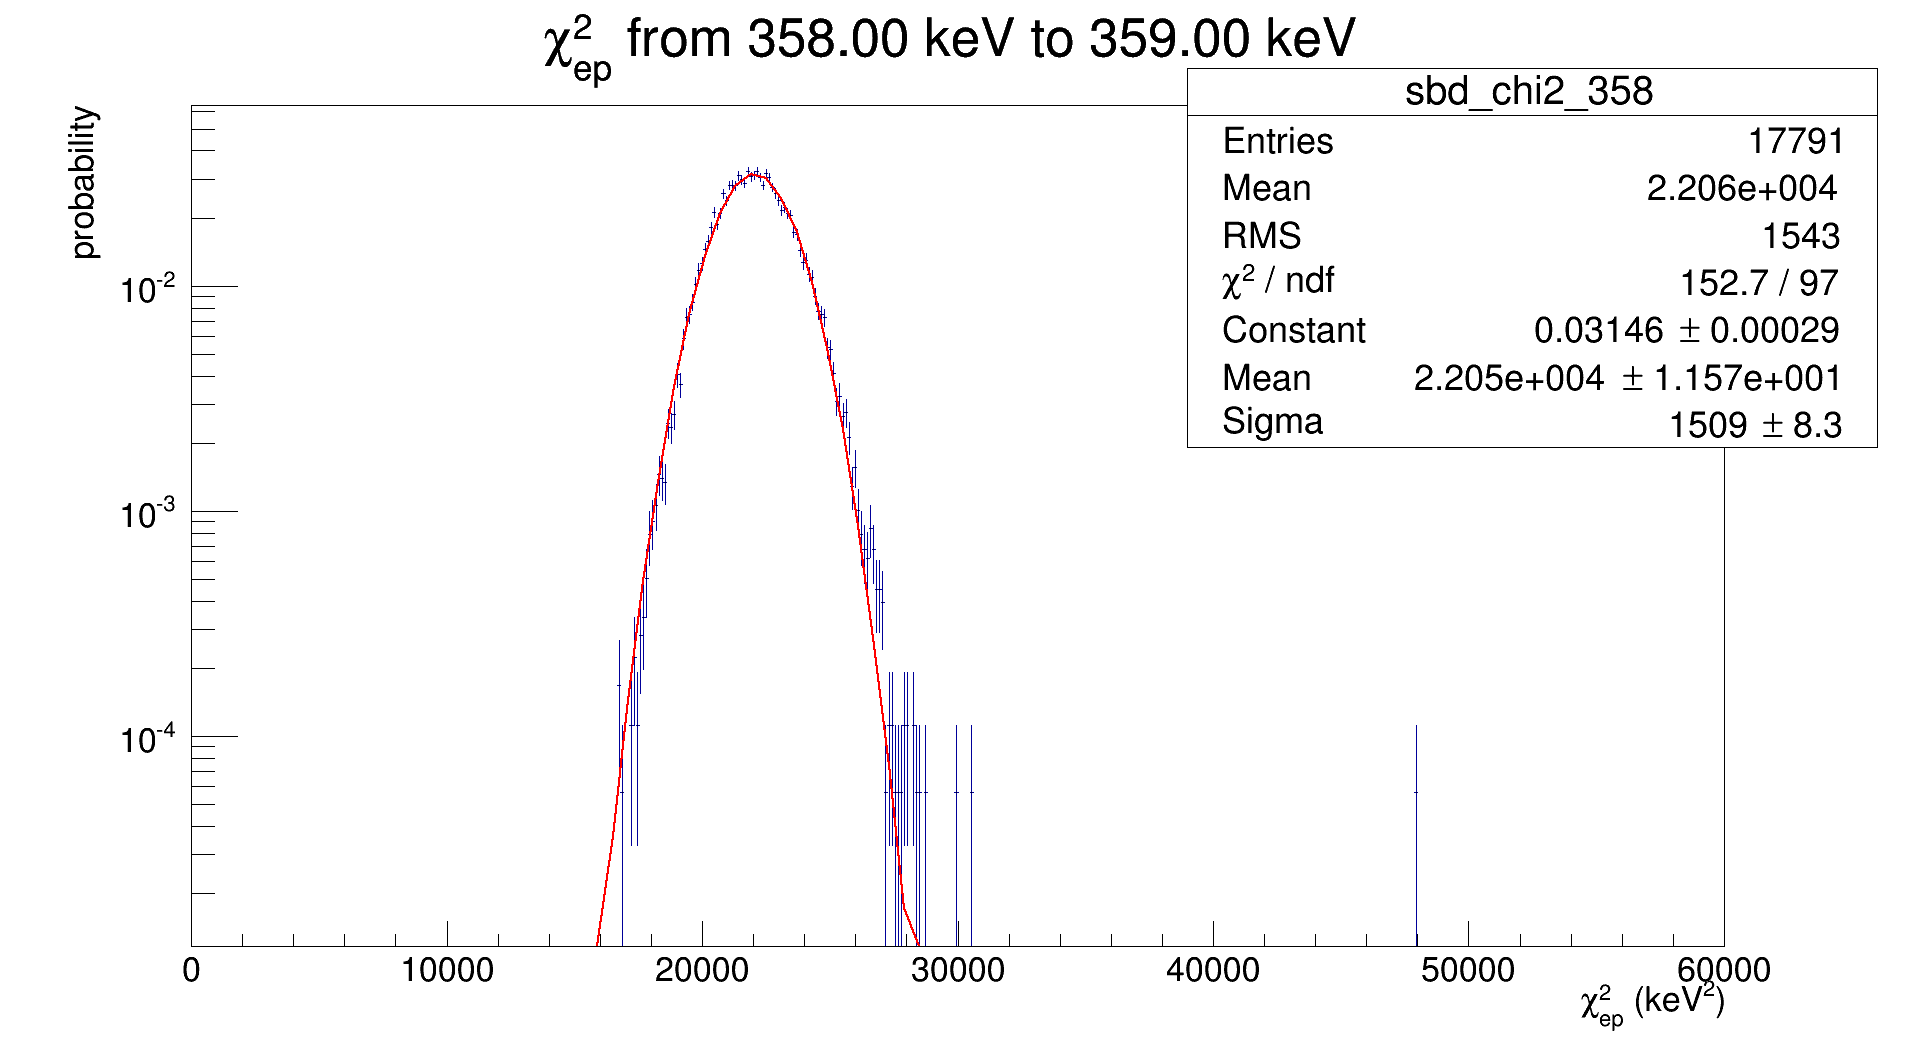 χ²ep from 358.00 keV to 359.00 keV
sbd_chi2_358
Entries 17791
Mean 2.206e+004
RMS 1543
χ² / ndf 152.7 / 97
Constant 0.03146 ± 0.00029
Mean 2.205e+004 ± 1.157e+001
Sigma 1509 ± 8.3
probability
10⁻²
10⁻³
10⁻⁴
0 10000 20000 30000 40000 50000 60000
χ²ep (keV²)